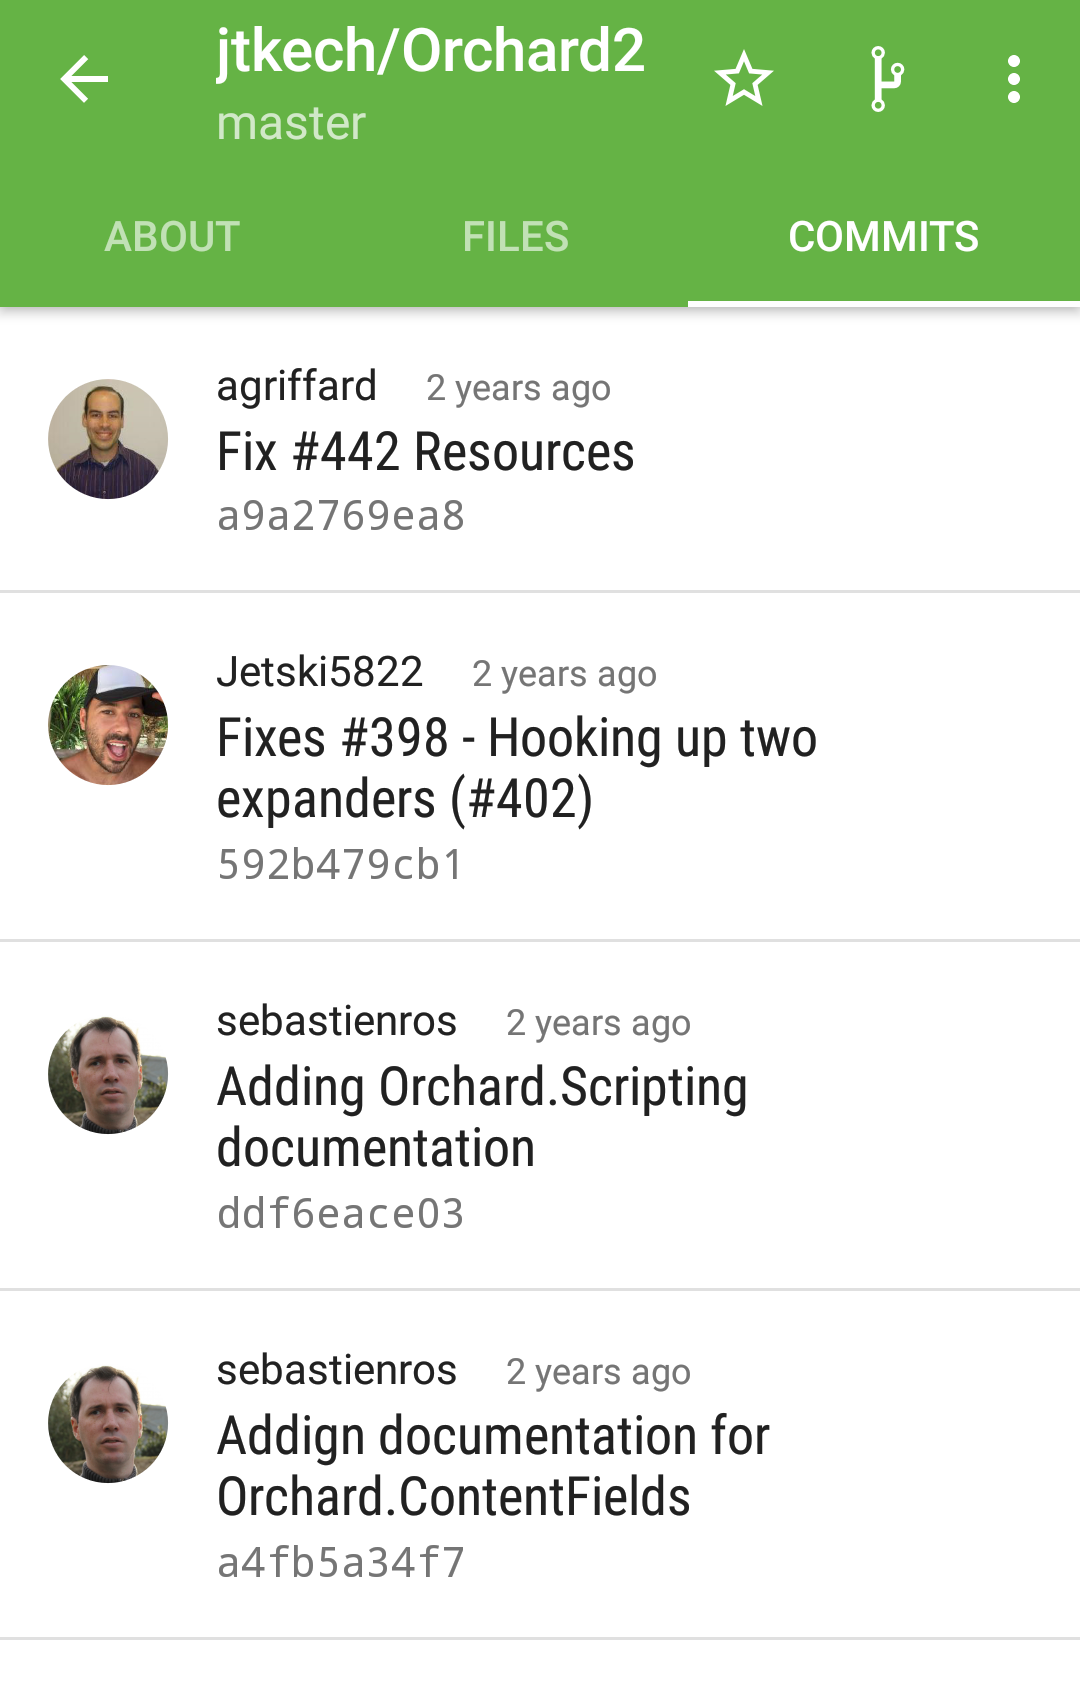 jtkech/Orchard2
master
ABOUT FILES COMMITS
agriffard 2 years ago
Fix #442 Resources
a9a2769ea8
Jetski5822 2 years ago
Fixes #398 - Hooking up two
expanders (#402)
592b479cb1
sebastienros 2 years ago
Adding Orchard.Scripting
documentation
ddf6eace03
sebastienros 2 years ago
Addign documentation for
Orchard.ContentFields
a4fb5a34f7